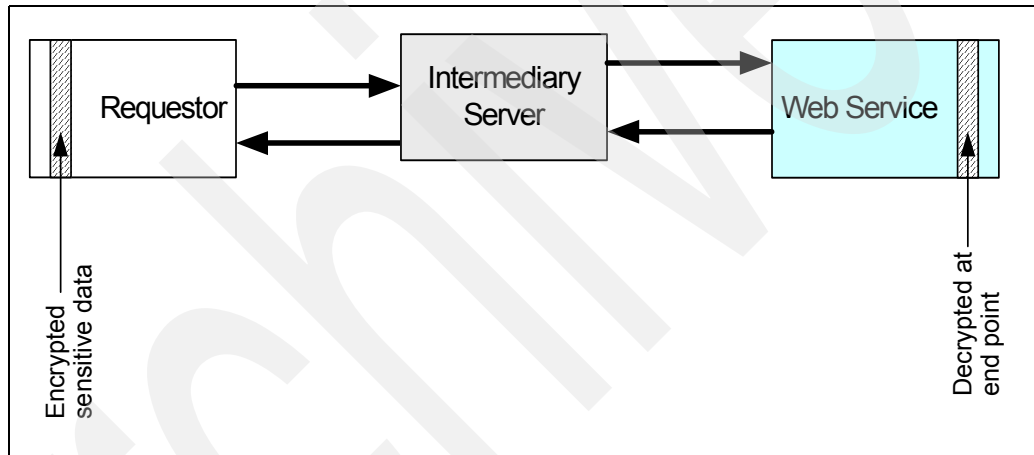 Requestor
Intermediary
Server
Web Service
Encrypted
sensitive data
Decrypted at
end point